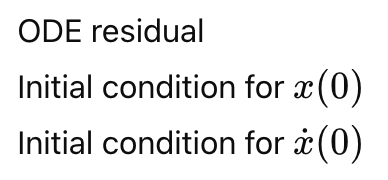 ODE residual
Initial condition for x(0)
Initial condition for ẋ(0)